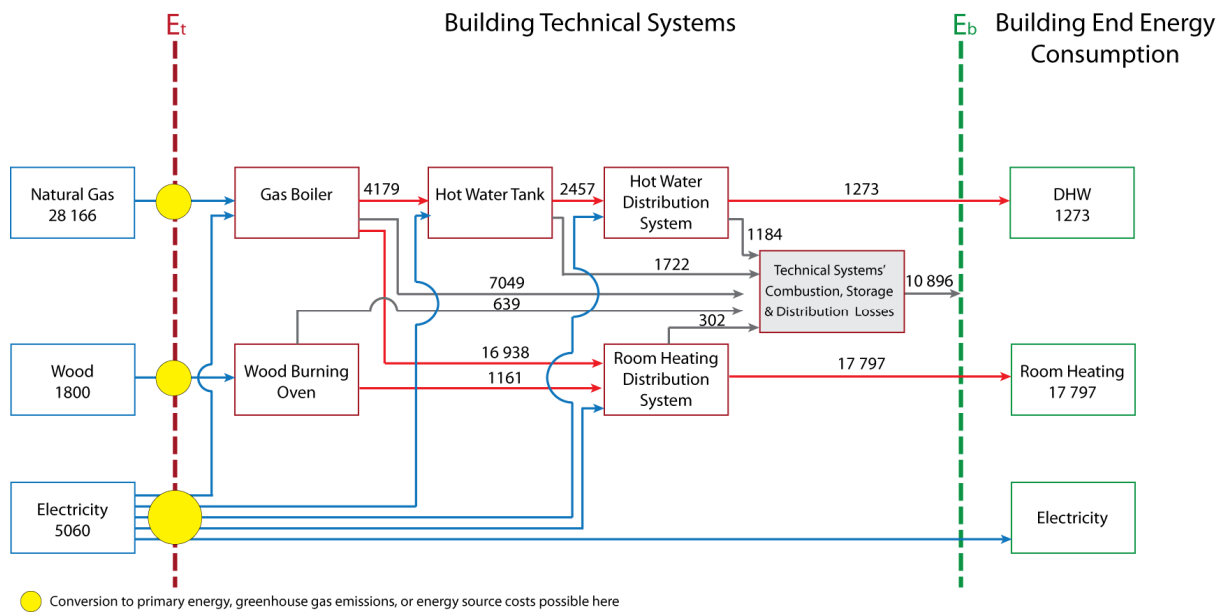 Et
Building Technical Systems
Eb
Building End Energy
Consumption
Natural Gas
28 166
Gas Boiler
4179
Hot Water Tank
2457
Hot Water
Distribution
System
1273
DHW
1273
1184
1722
7049
639
302
Technical Systems'
Combustion, Storage
& Distribution Losses
10 896
Wood
1800
Wood Burning
Oven
16 938
1161
Room Heating
Distribution
System
17 797
Room Heating
17 797
Electricity
5060
Electricity
Conversion to primary energy, greenhouse gas emissions, or energy source costs possible here